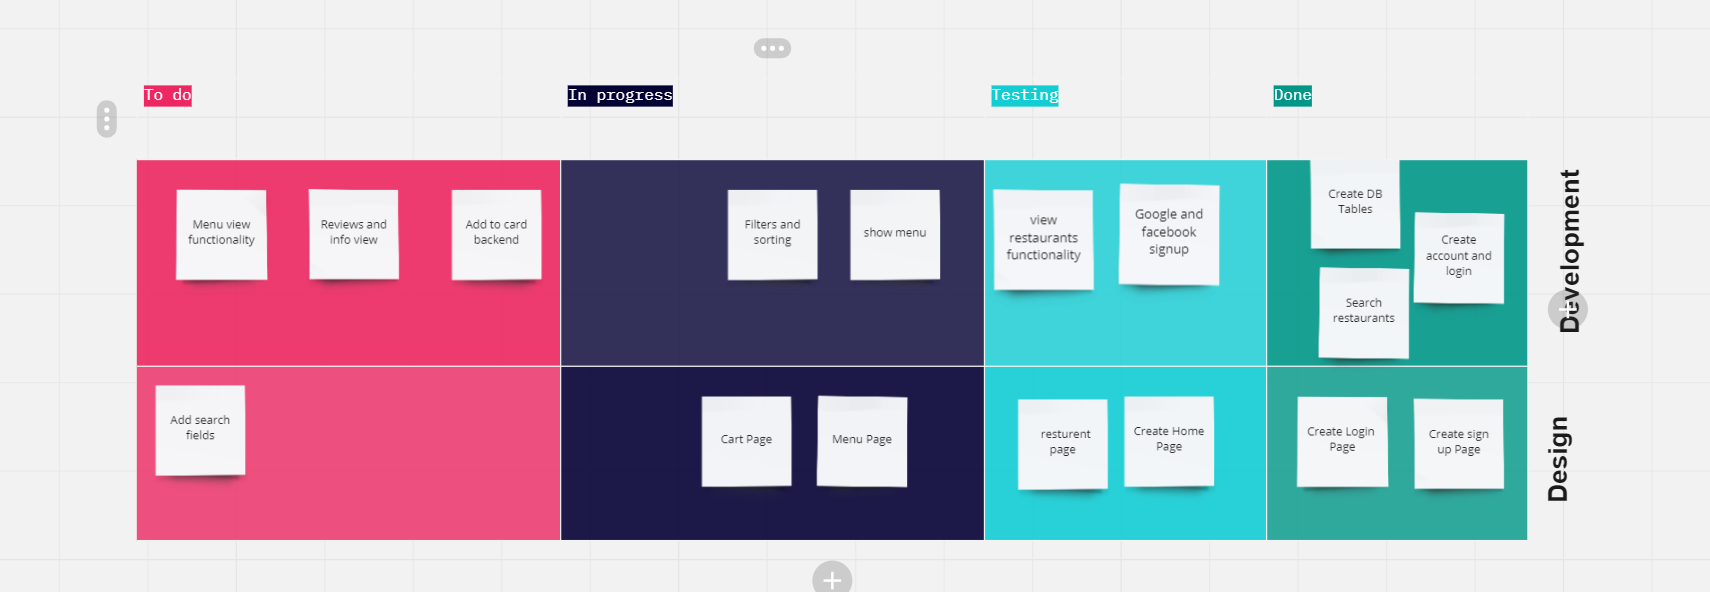 To do
In progress
Testing
Done
Menu view
functionality
Reviews and
info view
Add to card
backend
Filters and
sorting
show menu
view
restaurants
functionality
Google and
facebook
signup
Create DB
Tables
Create
account and
login
Search
restaurants
Development
Add search
fields
Cart Page
Menu Page
resturent
page
Create Home
Page
Create Login
Page
Create sign
up Page
Design